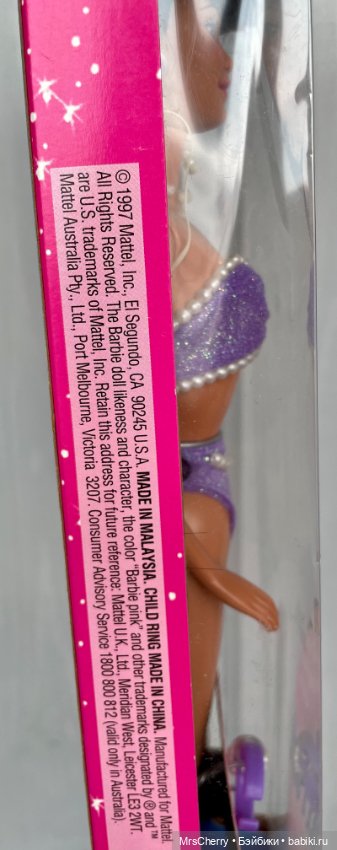 © 1997 Mattel, Inc., El Segundo, CA 90245 U.S.A. MADE IN MALAYSIA. CHILD RING MADE IN CHINA. Manufactured for Mattel.
All Rights Reserved. The Barbie doll likeness and character, the color "Barbie pink" and other trademarks designated by ® and ™
are U.S. trademarks of Mattel, Inc. Retain this address for future reference: Mattel U.K., Ltd., Meridian West, Leicester LE3 2WT.
Mattel Australia Pty., Ltd., Port Melbourne, Victoria 3207. Consumer Advisory Service 1800 800 812 (valid only in Australia).
MrsCherry • Бэйбики • babiki.ru